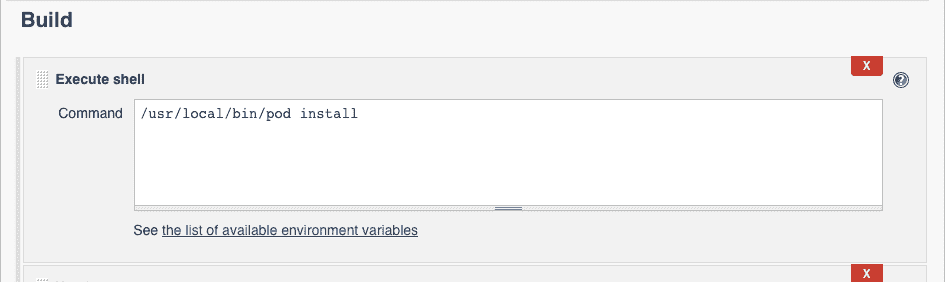 Build
X
Execute shell
?
Command
/usr/local/bin/pod install
See the list of available environment variables
X